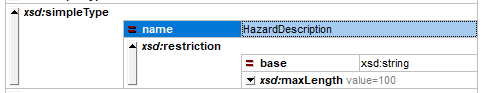 xsd:simpleType
= name HazardDescription
xsd:restriction
= base xsd:string
xsd:maxLength value=100